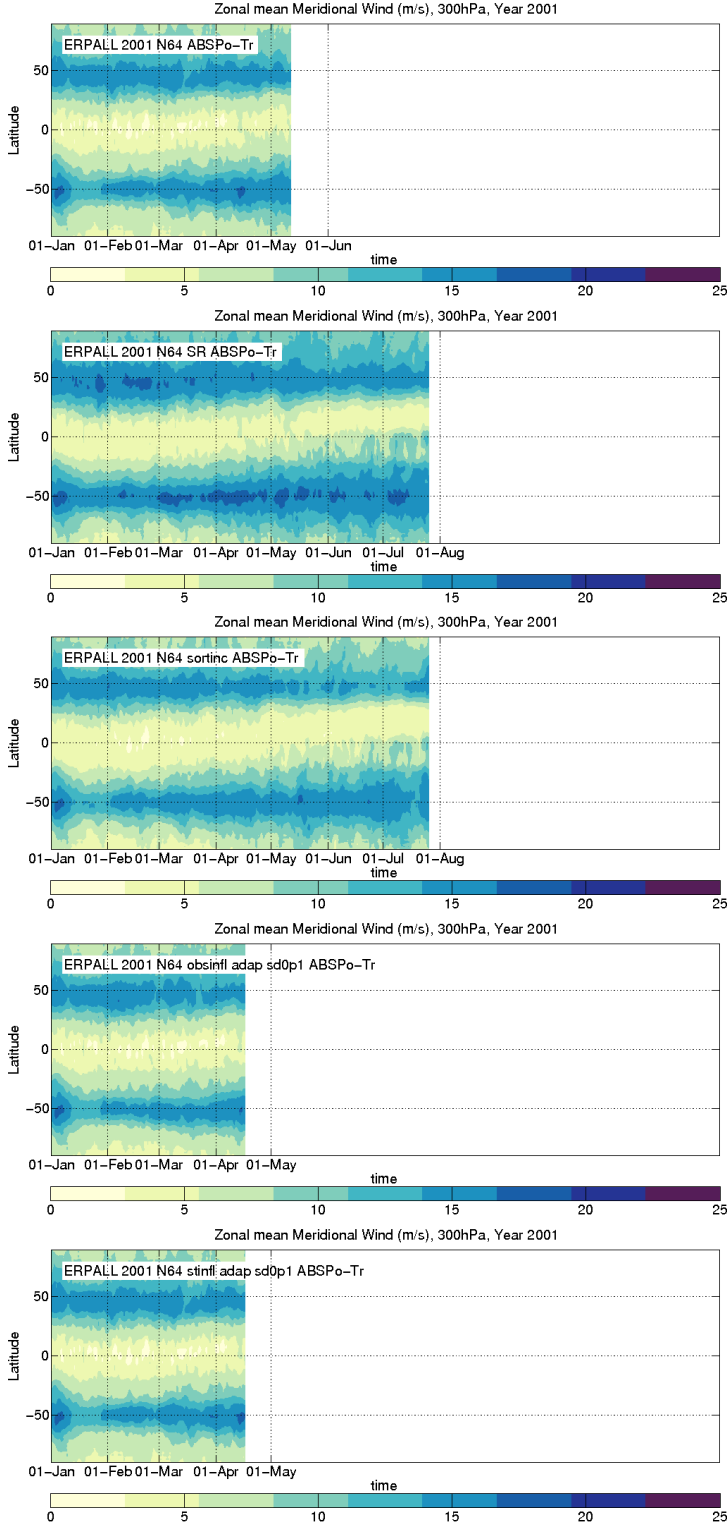 Zonal mean Meridional Wind (m/s), 300hPa, Year 2001
ERPALL 2001 N64 ABSPo−Tr
50
0
−50
Latitude
01−Jan 01−Feb 01−Mar 01−Apr 01−May 01−Jun
time
0 5 10 15 20 25
Zonal mean Meridional Wind (m/s), 300hPa, Year 2001
ERPALL 2001 N64 SR ABSPo−Tr
50
0
−50
Latitude
01−Jan 01−Feb 01−Mar 01−Apr 01−May 01−Jun 01−Jul 01−Aug
time
0 5 10 15 20 25
Zonal mean Meridional Wind (m/s), 300hPa, Year 2001
ERPALL 2001 N64 sortinc ABSPo−Tr
50
0
−50
Latitude
01−Jan 01−Feb 01−Mar 01−Apr 01−May 01−Jun 01−Jul 01−Aug
time
0 5 10 15 20 25
Zonal mean Meridional Wind (m/s), 300hPa, Year 2001
ERPALL 2001 N64 obsinfl adap sd0p1 ABSPo−Tr
50
0
−50
Latitude
01−Jan 01−Feb 01−Mar 01−Apr 01−May
time
0 5 10 15 20 25
Zonal mean Meridional Wind (m/s), 300hPa, Year 2001
ERPALL 2001 N64 stinfl adap sd0p1 ABSPo−Tr
50
0
−50
Latitude
01−Jan 01−Feb 01−Mar 01−Apr 01−May
time
0 5 10 15 20 25